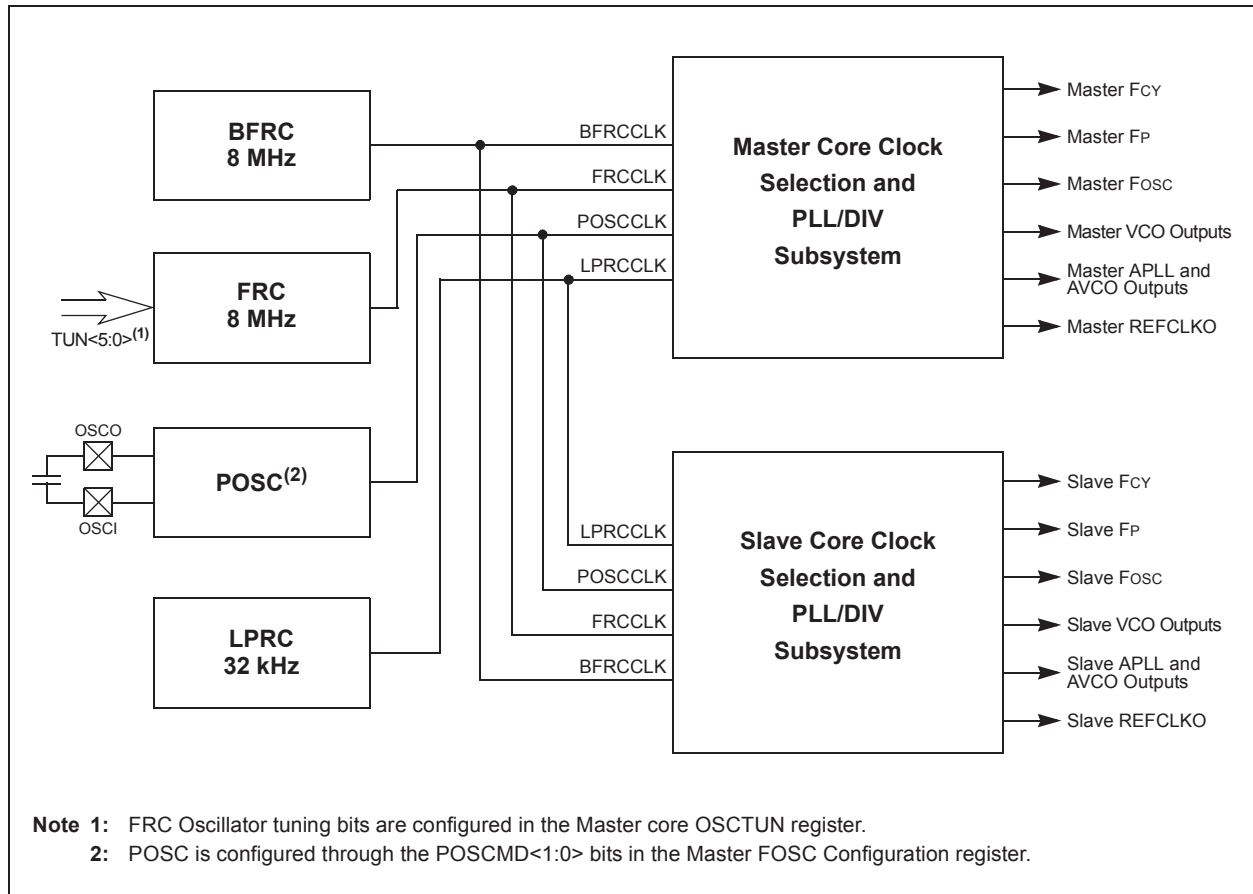 BFRC
8 MHz
FRC
8 MHz
TUN<5:0>(1)
OSCO
OSCI
POSC(2)
LPRC
32 kHz
BFRCCLK
FRCCLK
POSCCLK
LPRCCLK
Master Core Clock
Selection and
PLL/DIV
Subsystem
Master FCY
Master FP
Master FOSC
Master VCO Outputs
Master APLL and
AVCO Outputs
Master REFCLKO
LPRCCLK
POSCCLK
FRCCLK
BFRCCLK
Slave Core Clock
Selection and
PLL/DIV
Subsystem
Slave FCY
Slave FP
Slave FOSC
Slave VCO Outputs
Slave APLL and
AVCO Outputs
Slave REFCLKO
Note 1: FRC Oscillator tuning bits are configured in the Master core OSCTUN register.
2: POSC is configured through the POSCMD<1:0> bits in the Master FOSC Configuration register.